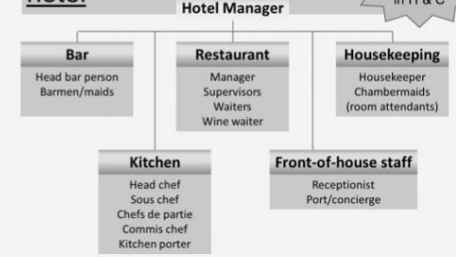 hotel
in H & C
Hotel Manager
Bar
Head bar person
Barmen/maids
Restaurant
Manager
Supervisors
Waiters
Wine waiter
Housekeeping
Housekeeper
Chambermaids
(room attendants)
Kitchen
Head chef
Sous chef
Chefs de partie
Commis chef
Kitchen porter
Front-of-house staff
Receptionist
Port/concierge